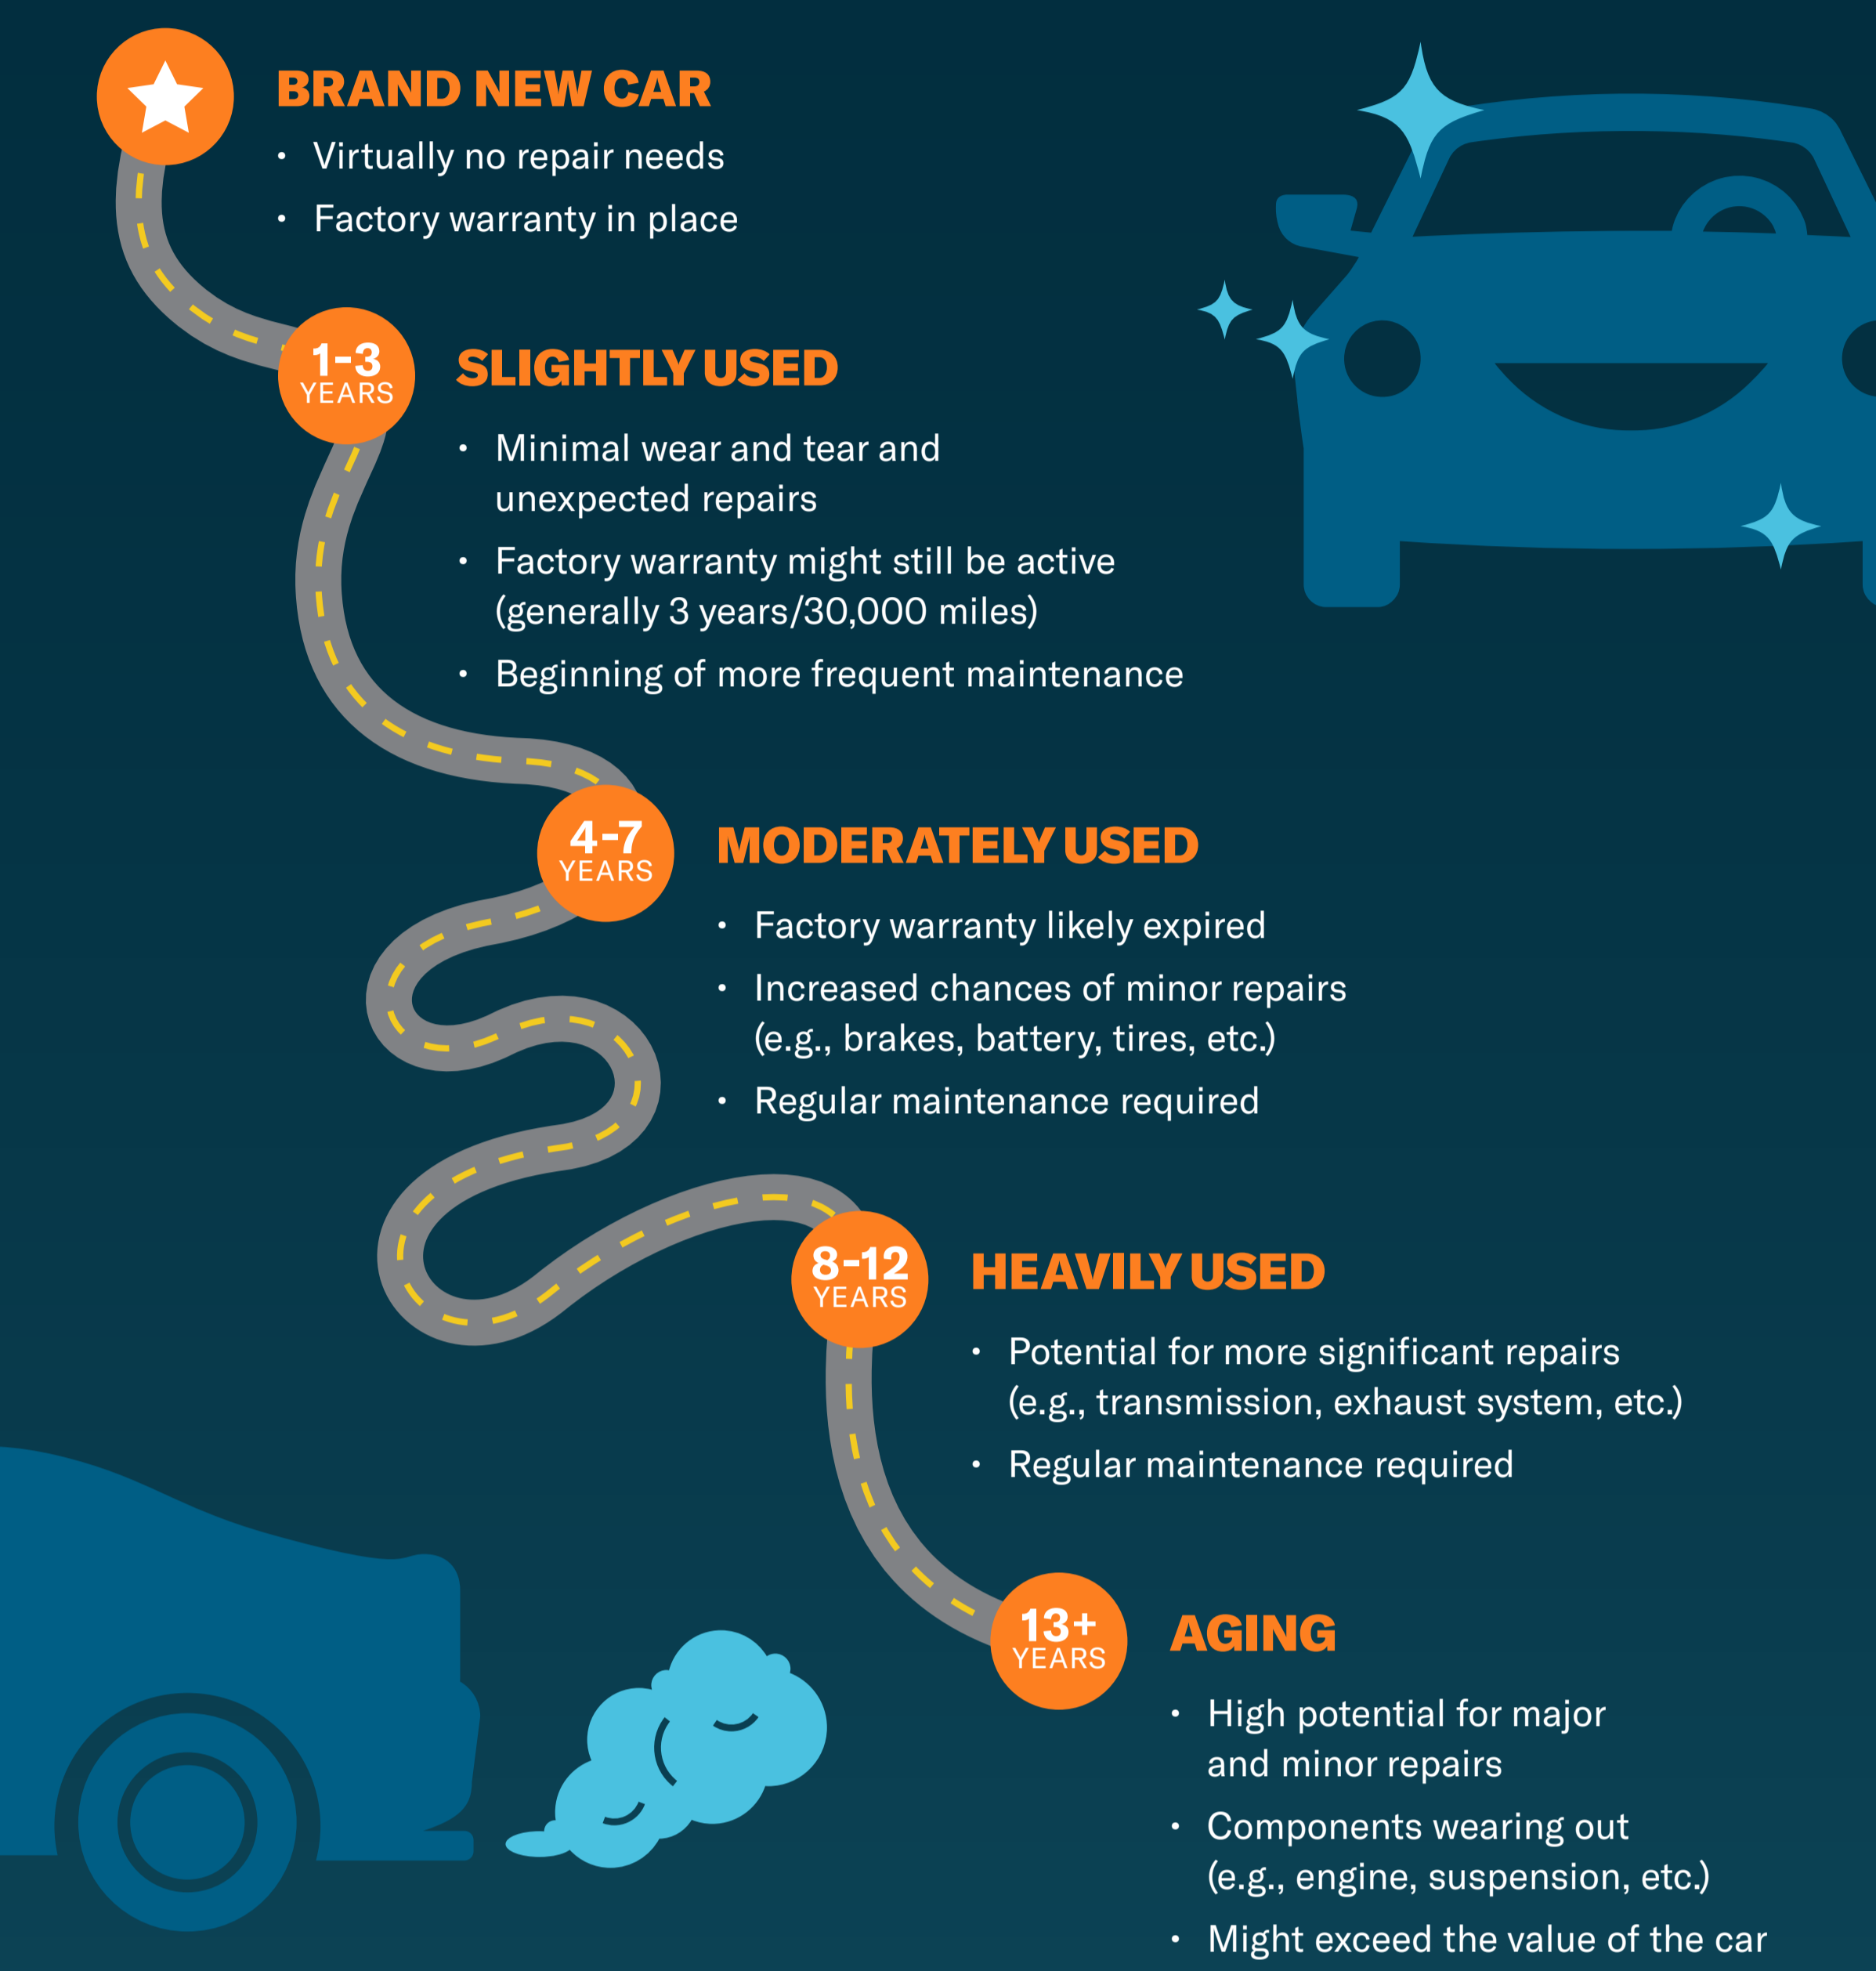 BRAND NEW CAR
• Virtually no repair needs
• Factory warranty in place
1-3
YEARS
SLIGHTLY USED
• Minimal wear and tear and
unexpected repairs
• Factory warranty might still be active
(generally 3 years/30,000 miles)
• Beginning of more frequent maintenance
4-7
YEARS
MODERATELY USED
• Factory warranty likely expired
• Increased chances of minor repairs
(e.g., brakes, battery, tires, etc.)
• Regular maintenance required
8-12
YEARS
HEAVILY USED
• Potential for more significant repairs
(e.g., transmission, exhaust system, etc.)
• Regular maintenance required
13+
YEARS
AGING
• High potential for major
and minor repairs
• Components wearing out
(e.g., engine, suspension, etc.)
• Might exceed the value of the car